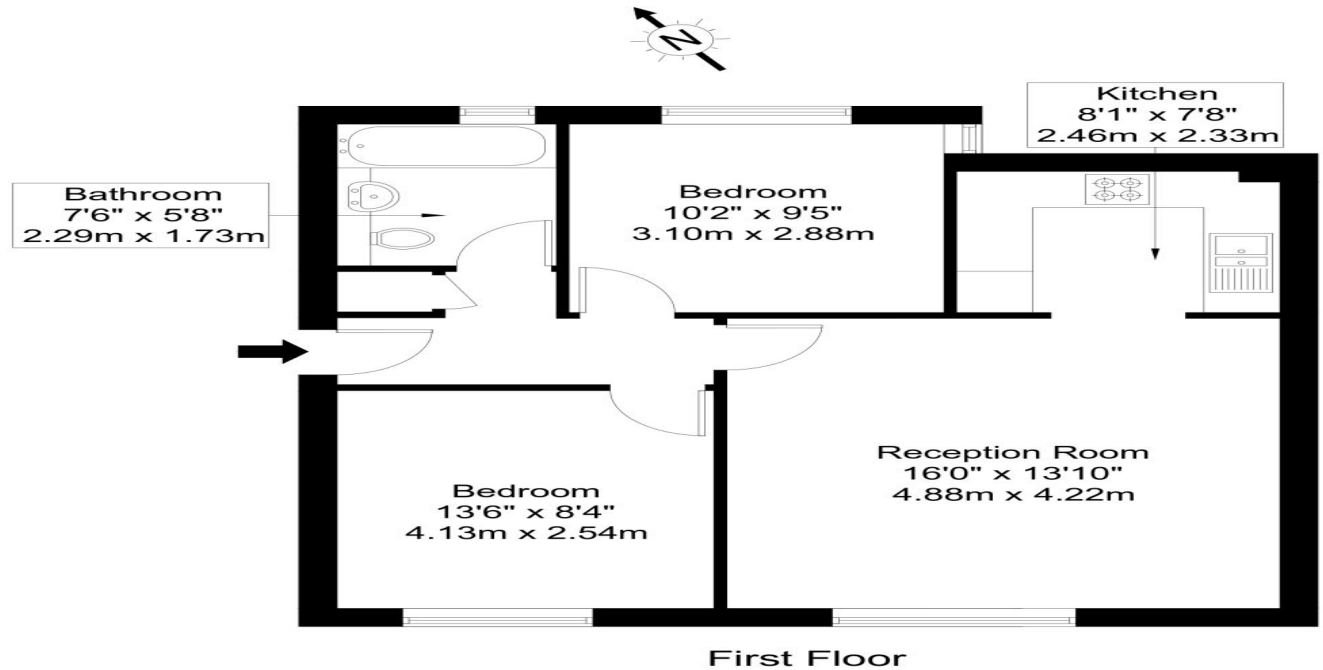 N
Kitchen
8'1" x 7'8"
2.46m x 2.33m
Bathroom
7'6" x 5'8"
2.29m x 1.73m
Bedroom
10'2" x 9'5"
3.10m x 2.88m
Reception Room
16'0" x 13'10"
4.88m x 4.22m
Bedroom
13'6" x 8'4"
4.13m x 2.54m
First Floor